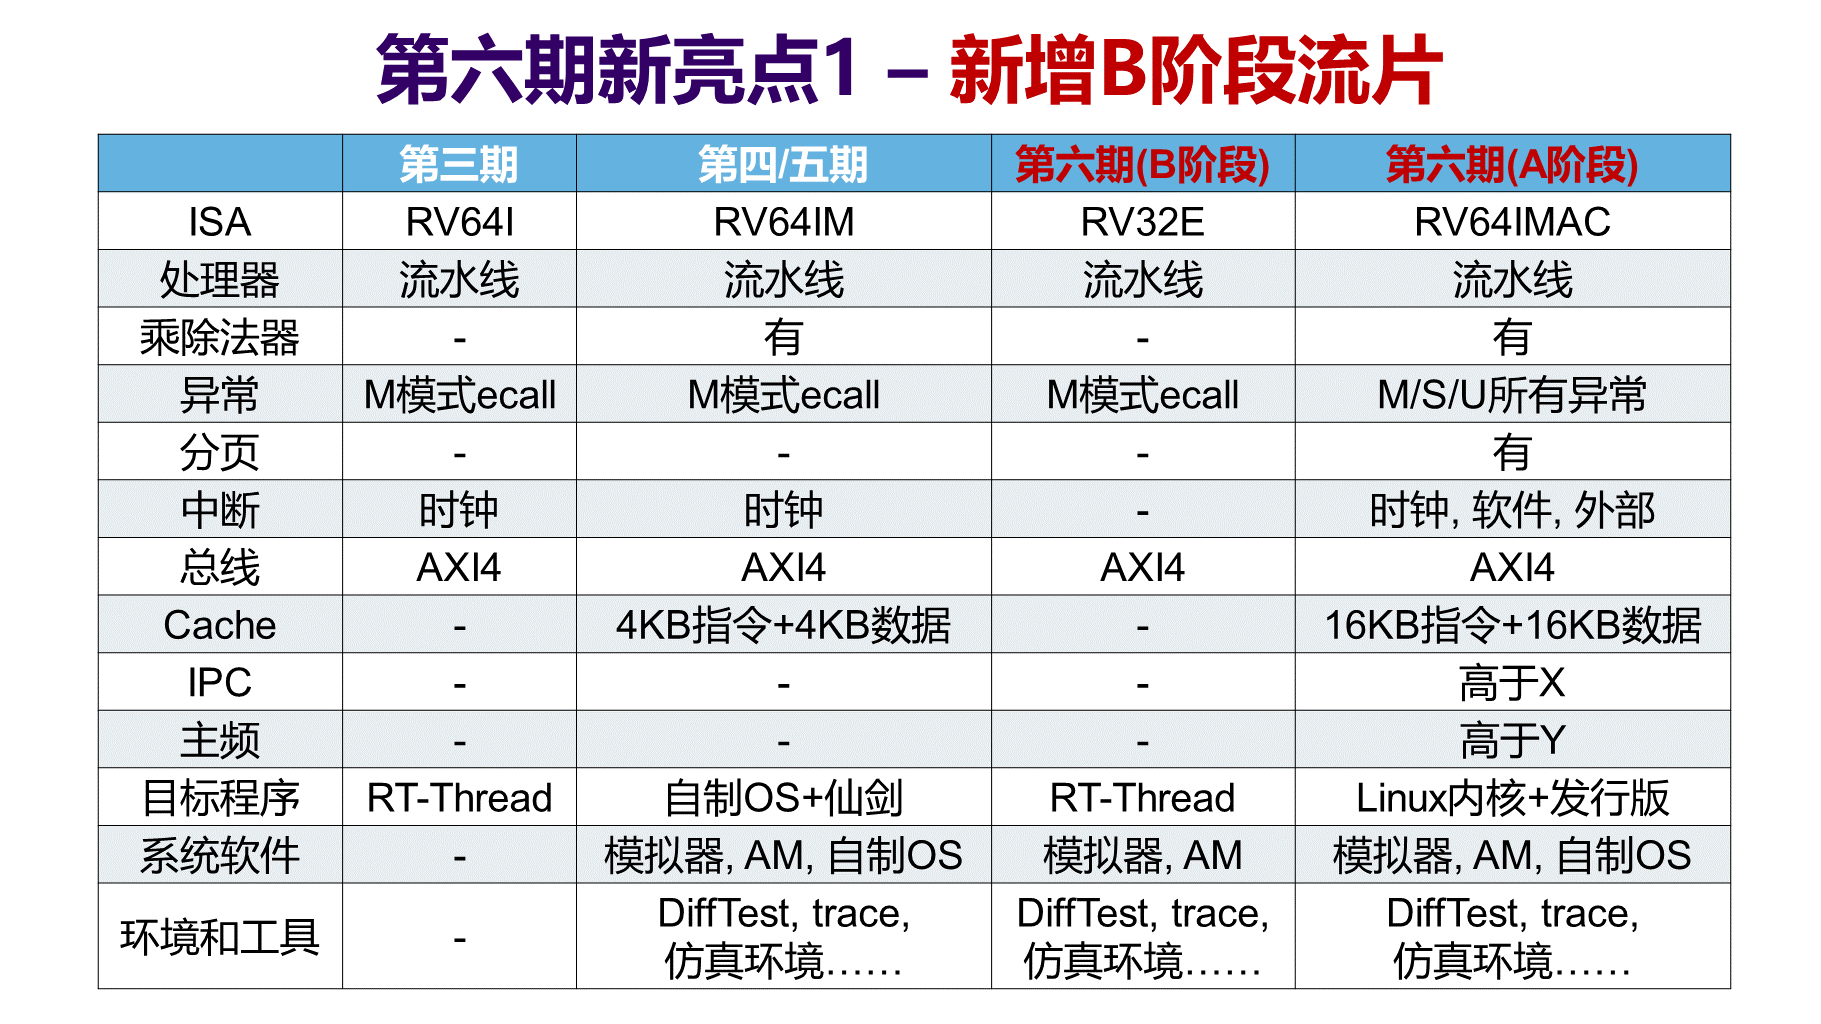 第六期新亮点1 – 新增B阶段流片
第三期 第四/五期 第六期(B阶段) 第六期(A阶段)
ISA RV64I RV64IM RV32E RV64IMAC
处理器 流水线 流水线 流水线 流水线
乘除法器 - 有 - 有
异常 M模式ecall M模式ecall M模式ecall M/S/U所有异常
分页 - - - 有
中断 时钟 时钟 - 时钟, 软件, 外部
总线 AXI4 AXI4 AXI4 AXI4
Cache - 4KB指令+4KB数据 - 16KB指令+16KB数据
IPC - - - 高于X
主频 - - - 高于Y
目标程序 RT-Thread 自制OS+仙剑 RT-Thread Linux内核+发行版
系统软件 - 模拟器, AM, 自制OS 模拟器, AM 模拟器, AM, 自制OS
环境和工具 - DiffTest, trace, DiffTest, trace, DiffTest, trace,
仿真环境…… 仿真环境…… 仿真环境……